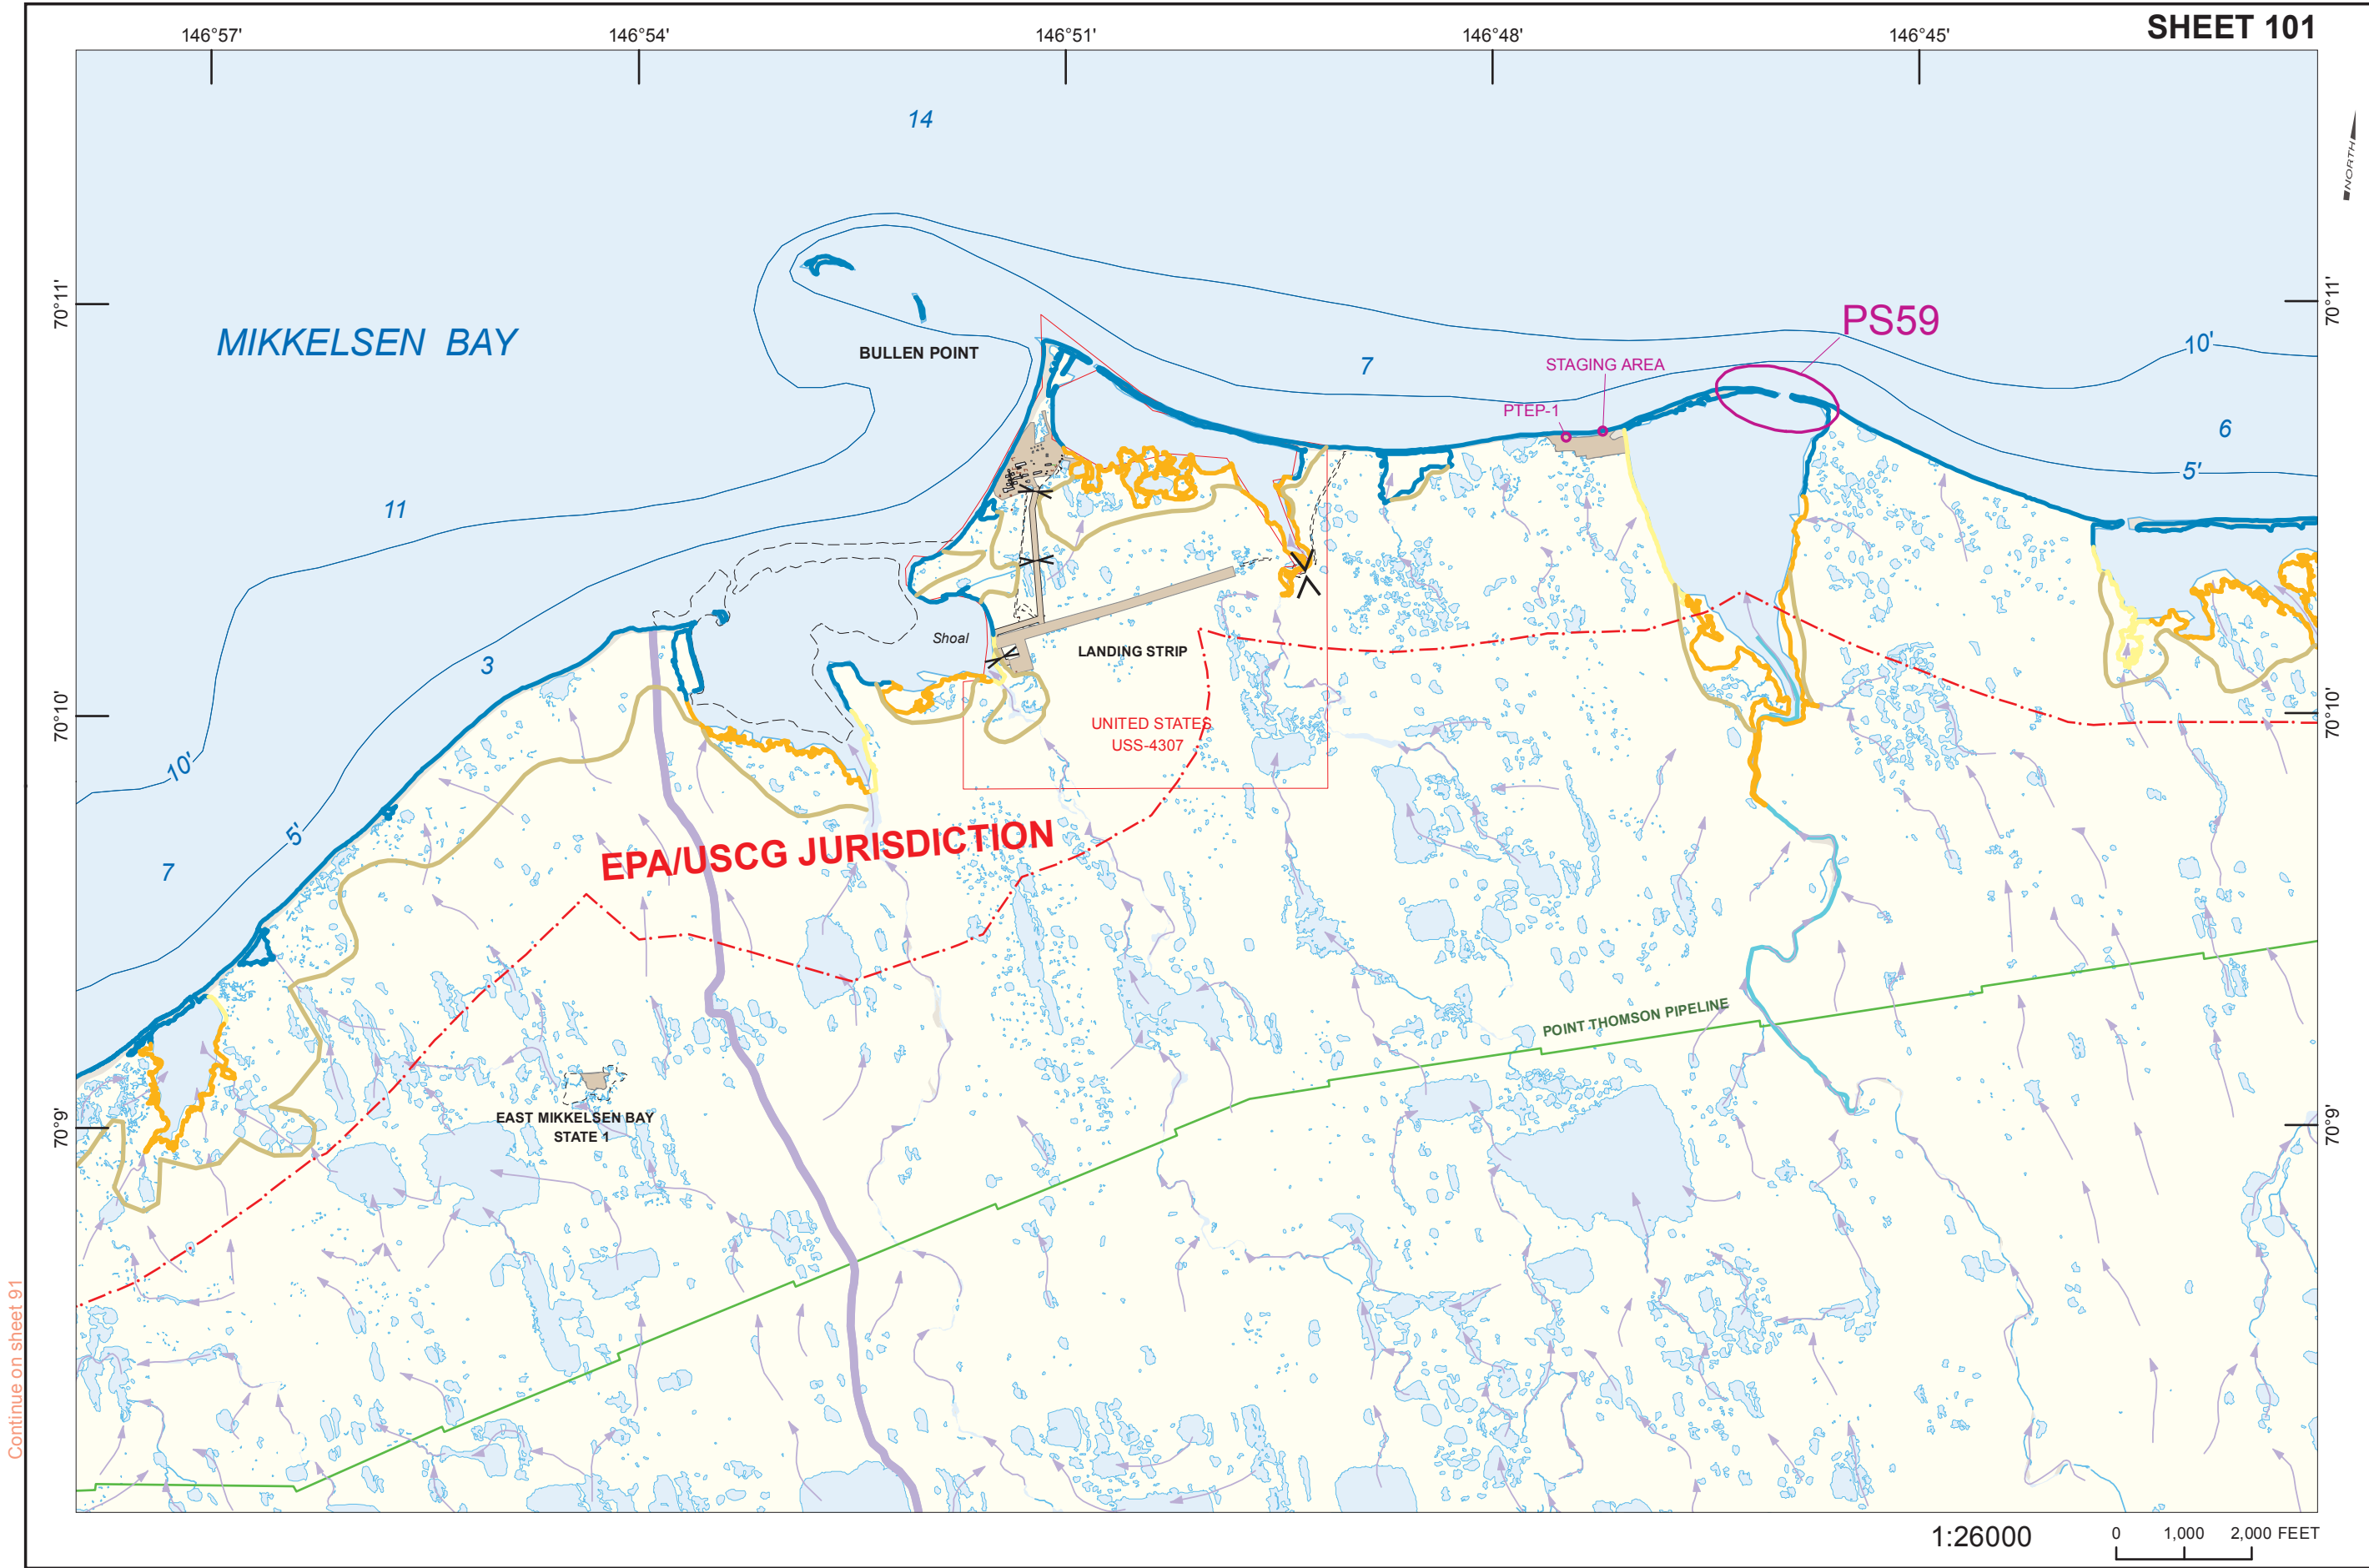 SHEET 101
146°57'
146°54'
146°51'
146°48'
146°45'
14
NORTH
70°11'
70°11'
MIKKELSEN BAY
BULLEN POINT
PS59
10'
7
STAGING AREA
PTEP-1
6
5'
11
Shoal
LANDING STRIP
3
70°10'
70°10'
UNITED STATES
USS-4307
10'
5'
7
EPA/USCG JURISDICTION
POINT THOMSON PIPELINE
EAST MIKKELSEN BAY
STATE 1
70°9'
70°9'
Continue on sheet 91
1:26000
0 1,000 2,000 FEET